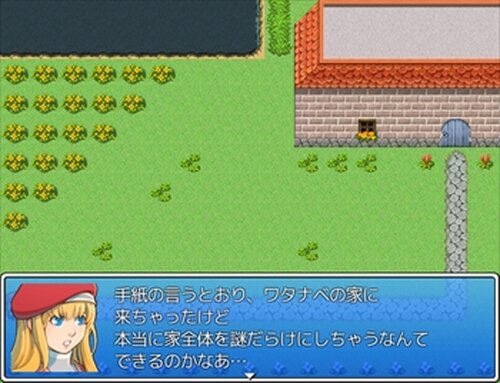 手紙の言うとおり、ワタナベの家に
来ちゃったけど
本当に家全体を謎だらけにしちゃうなんて
できるのかなあ…